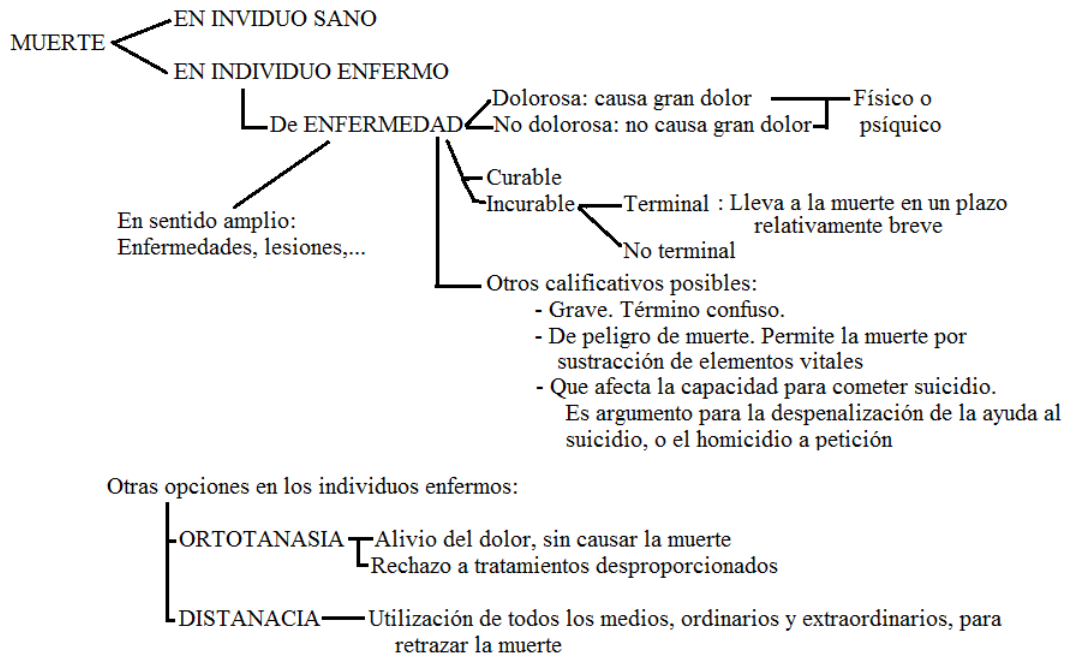 EN INVIDUO SANO
MUERTE
EN INDIVIDUO ENFERMO
Dolorosa: causa gran dolor
Físico o
De ENFERMEDAD
No dolorosa: no causa gran dolor
psíquico
Curable
Incurable
Terminal : Lleva a la muerte en un plazo
relativamente breve
En sentido amplio:
Enfermedades, lesiones,...
No terminal
Otros calificativos posibles:
- Grave. Término confuso.
- De peligro de muerte. Permite la muerte por
sustracción de elementos vitales
- Que afecta la capacidad para cometer suicidio.
Es argumento para la despenalización de la ayuda al
suicidio, o el homicidio a petición
Otras opciones en los individuos enfermos:
ORTOTANASIA
Alivio del dolor, sin causar la muerte
Rechazo a tratamientos desproporcionados
DISTANACIA
Utilización de todos los medios, ordinarios y extraordinarios, para
retrazar la muerte